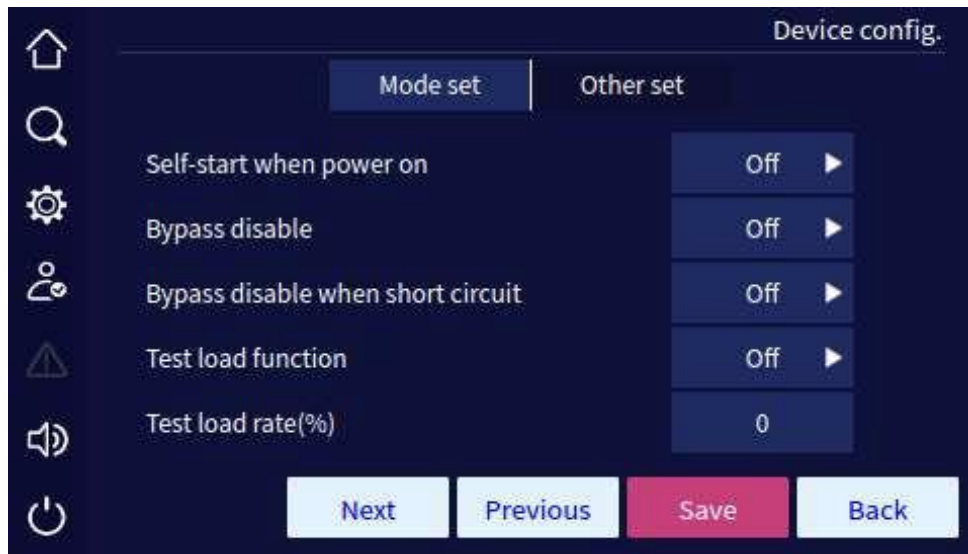 Device config.
Mode set Other set
Self-start when power on Off
Bypass disable Off
Bypass disable when short circuit Off
Test load function Off
Test load rate(%) 0
Next Previous Save Back